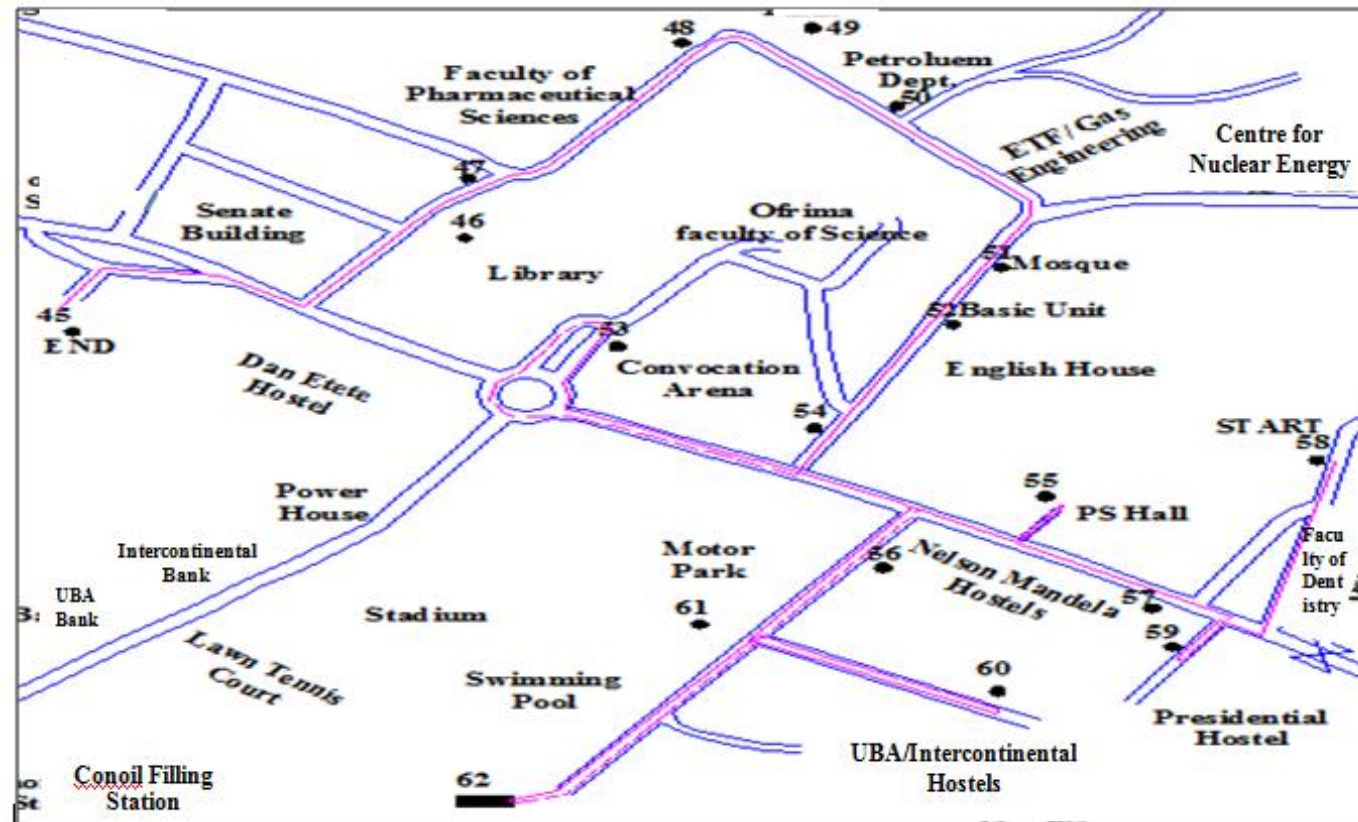 48
49
Petroluem
Dept.
50
Faculty of
Pharmaceutical
Sciences
ETF/Gas
Engineering
Centre for
Nuclear Energy
47
46
Senate
Building
Library
Ofrima
faculty of Science
51
Mosque
52
Basic Unit
English House
45
END
53
Convocation
Arena
Dan Etete
Hostel
54
START
58
55
PS Hall
Power
House
Intercontinental
Bank
UBA
Bank
Motor
Park
56
Nelson Mandela
Hostels
57
Facu
lty of
Dent
istry
59
61
Stadium
Lawn Tennis
Court
Swimming
Pool
60
Presidential
Hostel
UBA/Intercontinental
Hostels
62
Conoil Filling
Station